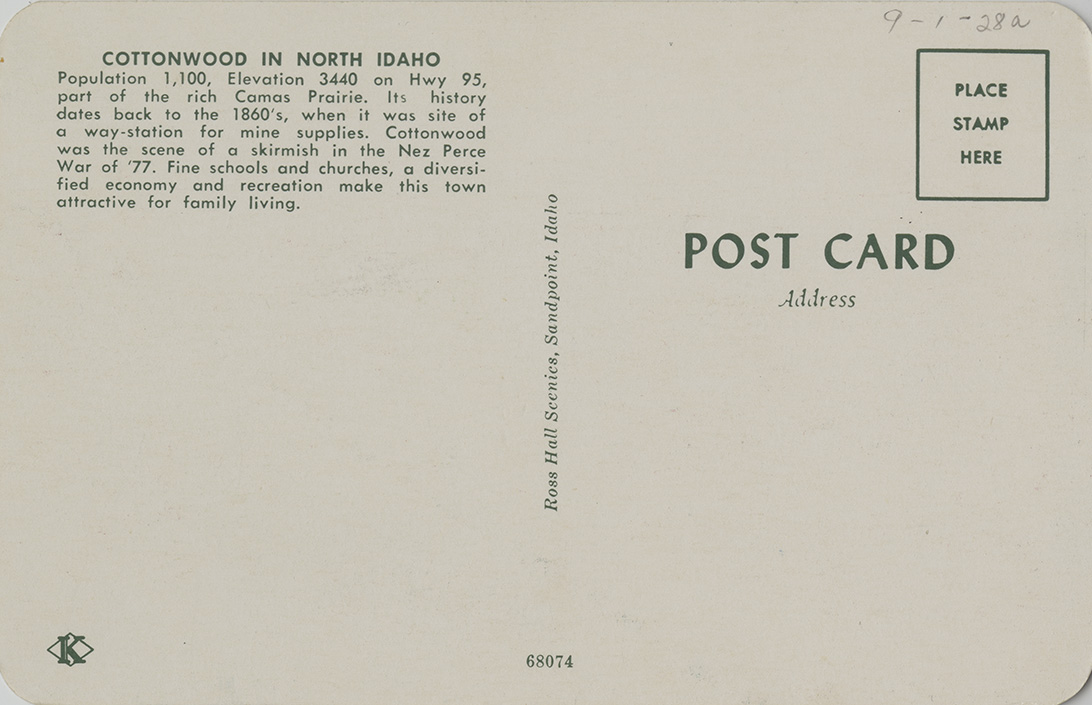 9-1-28a
COTTONWOOD IN NORTH IDAHO
Population 1,100, Elevation 3440 on Hwy 95,
part of the rich Camas Prairie. Its history
dates back to the 1860's, when it was site of
a way-station for mine supplies. Cottonwood
was the scene of a skirmish in the Nez Perce
War of '77. Fine schools and churches, a diversi-
fied economy and recreation make this town
attractive for family living.
Ross Hall Scenics, Sandpoint, Idaho
PLACE
STAMP
HERE
POST CARD
Address
K
68074